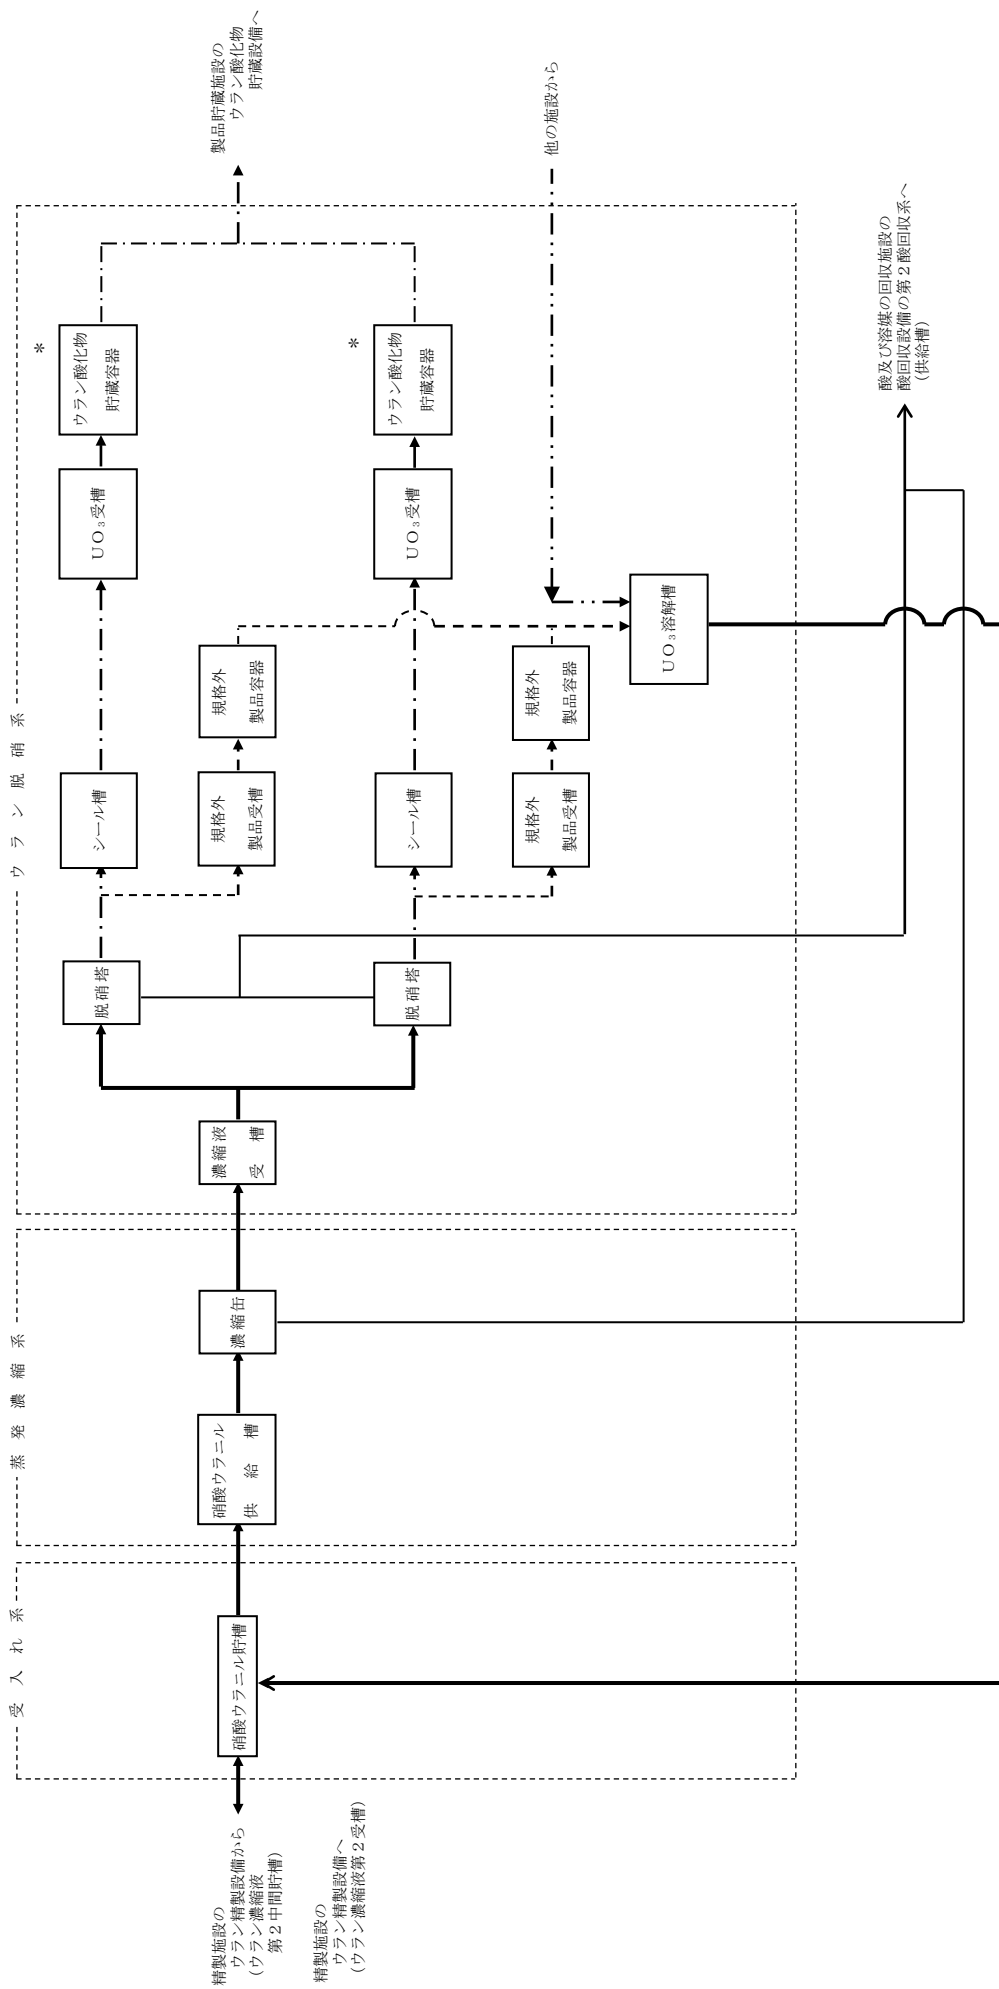 製品貯蔵施設の
ウラン酸化物
貯蔵設備へ
他の施設から
酸及び溶媒の回収施設の
酸回収設備の第２酸回収系へ
（供給槽）
ウラン脱硝系
*
ウラン酸化物
貯蔵容器
*
ウラン酸化物
貯蔵容器
ＵＯ₃受槽
ＵＯ₃受槽
ＵＯ₃溶解槽
規格外
製品容器
規格外
製品容器
シール槽
規格外
製品受槽
シール槽
規格外
製品受槽
脱硝塔
脱硝塔
濃縮液
受槽
蒸発濃縮系
濃縮缶
硝酸ウラニル
供給槽
受入れ系
硝酸ウラニル貯槽
精製施設の
ウラン精製設備から
（ウラン濃縮液
第２中間貯槽）
精製施設の
ウラン精製設備へ
（ウラン濃縮液第２受槽）